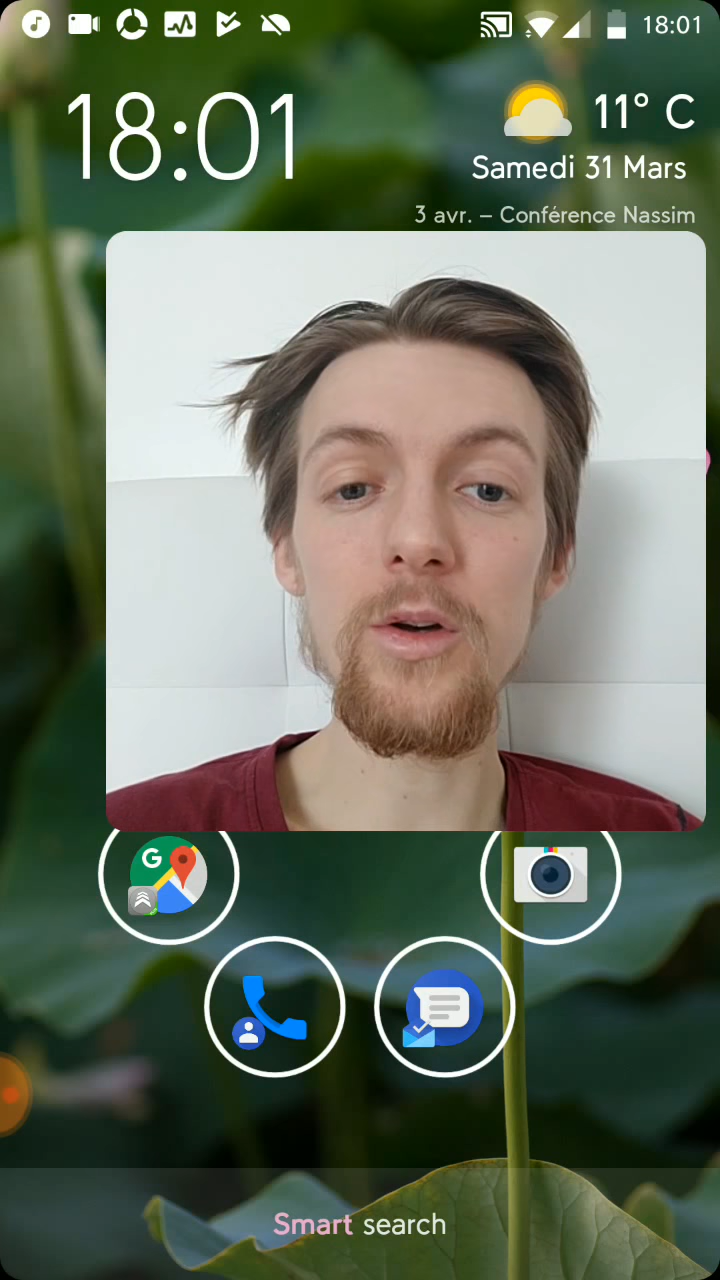 18:01
18:01
11° C
Samedi 31 Mars
3 avr. – Conférence Nassim
G
Smart search